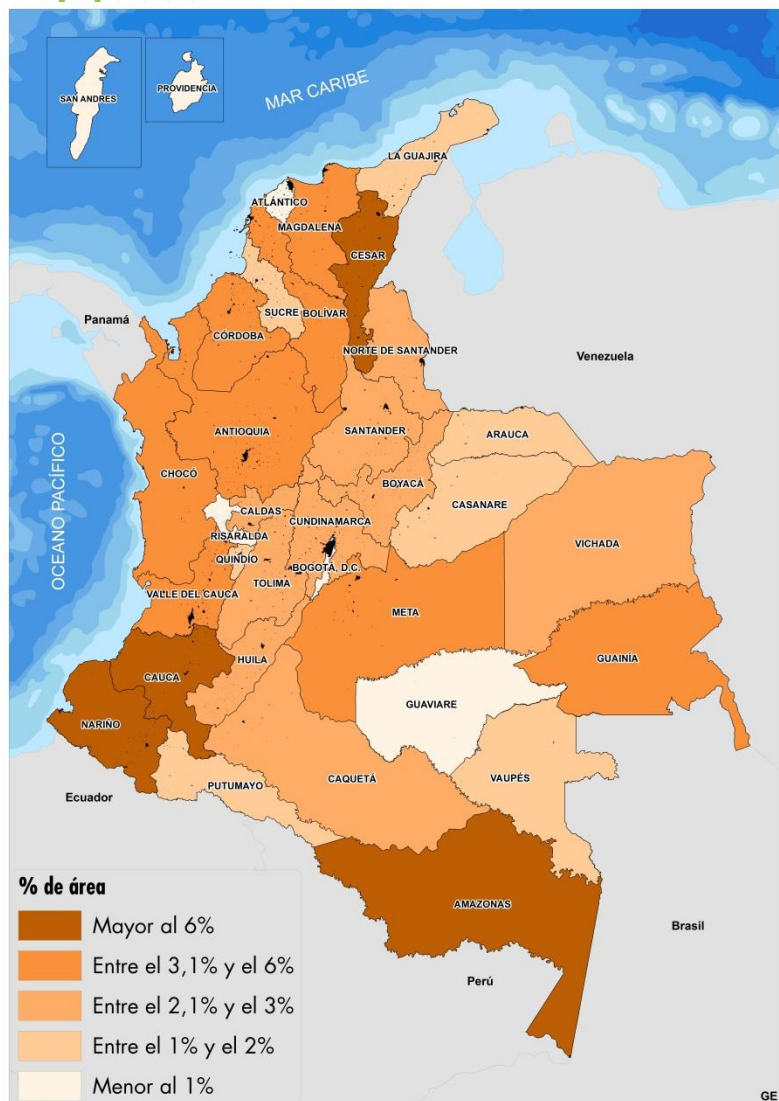 SAN ANDRES
PROVIDENCIA
MAR CARIBE
LA GUAJIRA
ATLÁNTICO
MAGDALENA
CESAR
Panamá
SUCRE
BOLÍVAR
CÓRDOBA
NORTE DE SANTANDER
Venezuela
ANTIOQUIA
SANTANDER
ARAUCA
OCEANO PACÍFICO
CHOCÓ
BOYACÁ
CASANARE
CALDAS
CUNDINAMARCA
RISARALDA
VICHADA
QUINDÍO
BOGOTÁ, D.C.
TOLIMA
VALLE DEL CAUCA
META
HUILA
GUAINÍA
CAUCA
GUAVIARE
NARIÑO
CAQUETÁ
VAUPÉS
PUTUMAYO
Ecuador
AMAZONAS
Brasil
Perú
% de área
Mayor al 6%
Entre el 3,1% y el 6%
Entre el 2,1% y el 3%
Entre el 1% y el 2%
Menor al 1%
GE